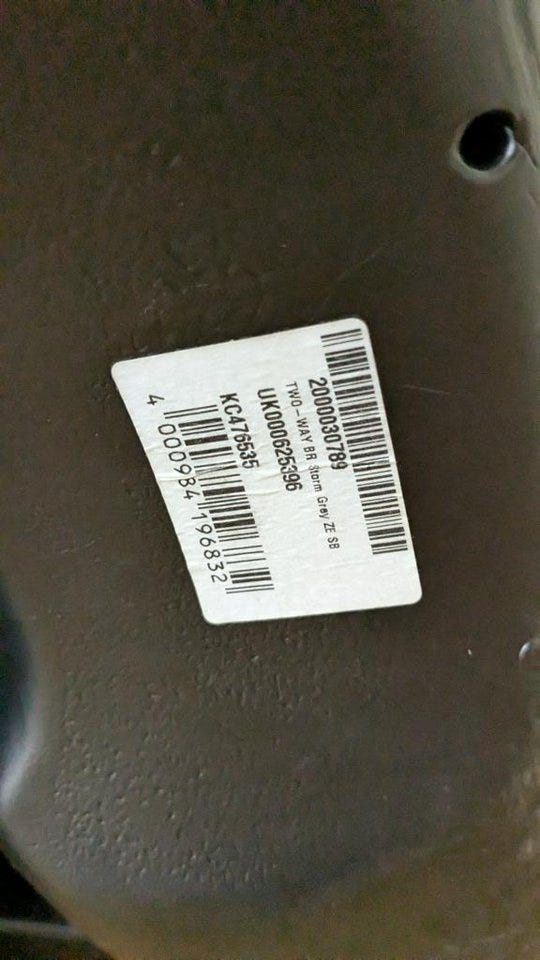 2000030789
TWO-WAY BR Storm Grey ZE SB
UK000625396
KC476535
4 000984 196832